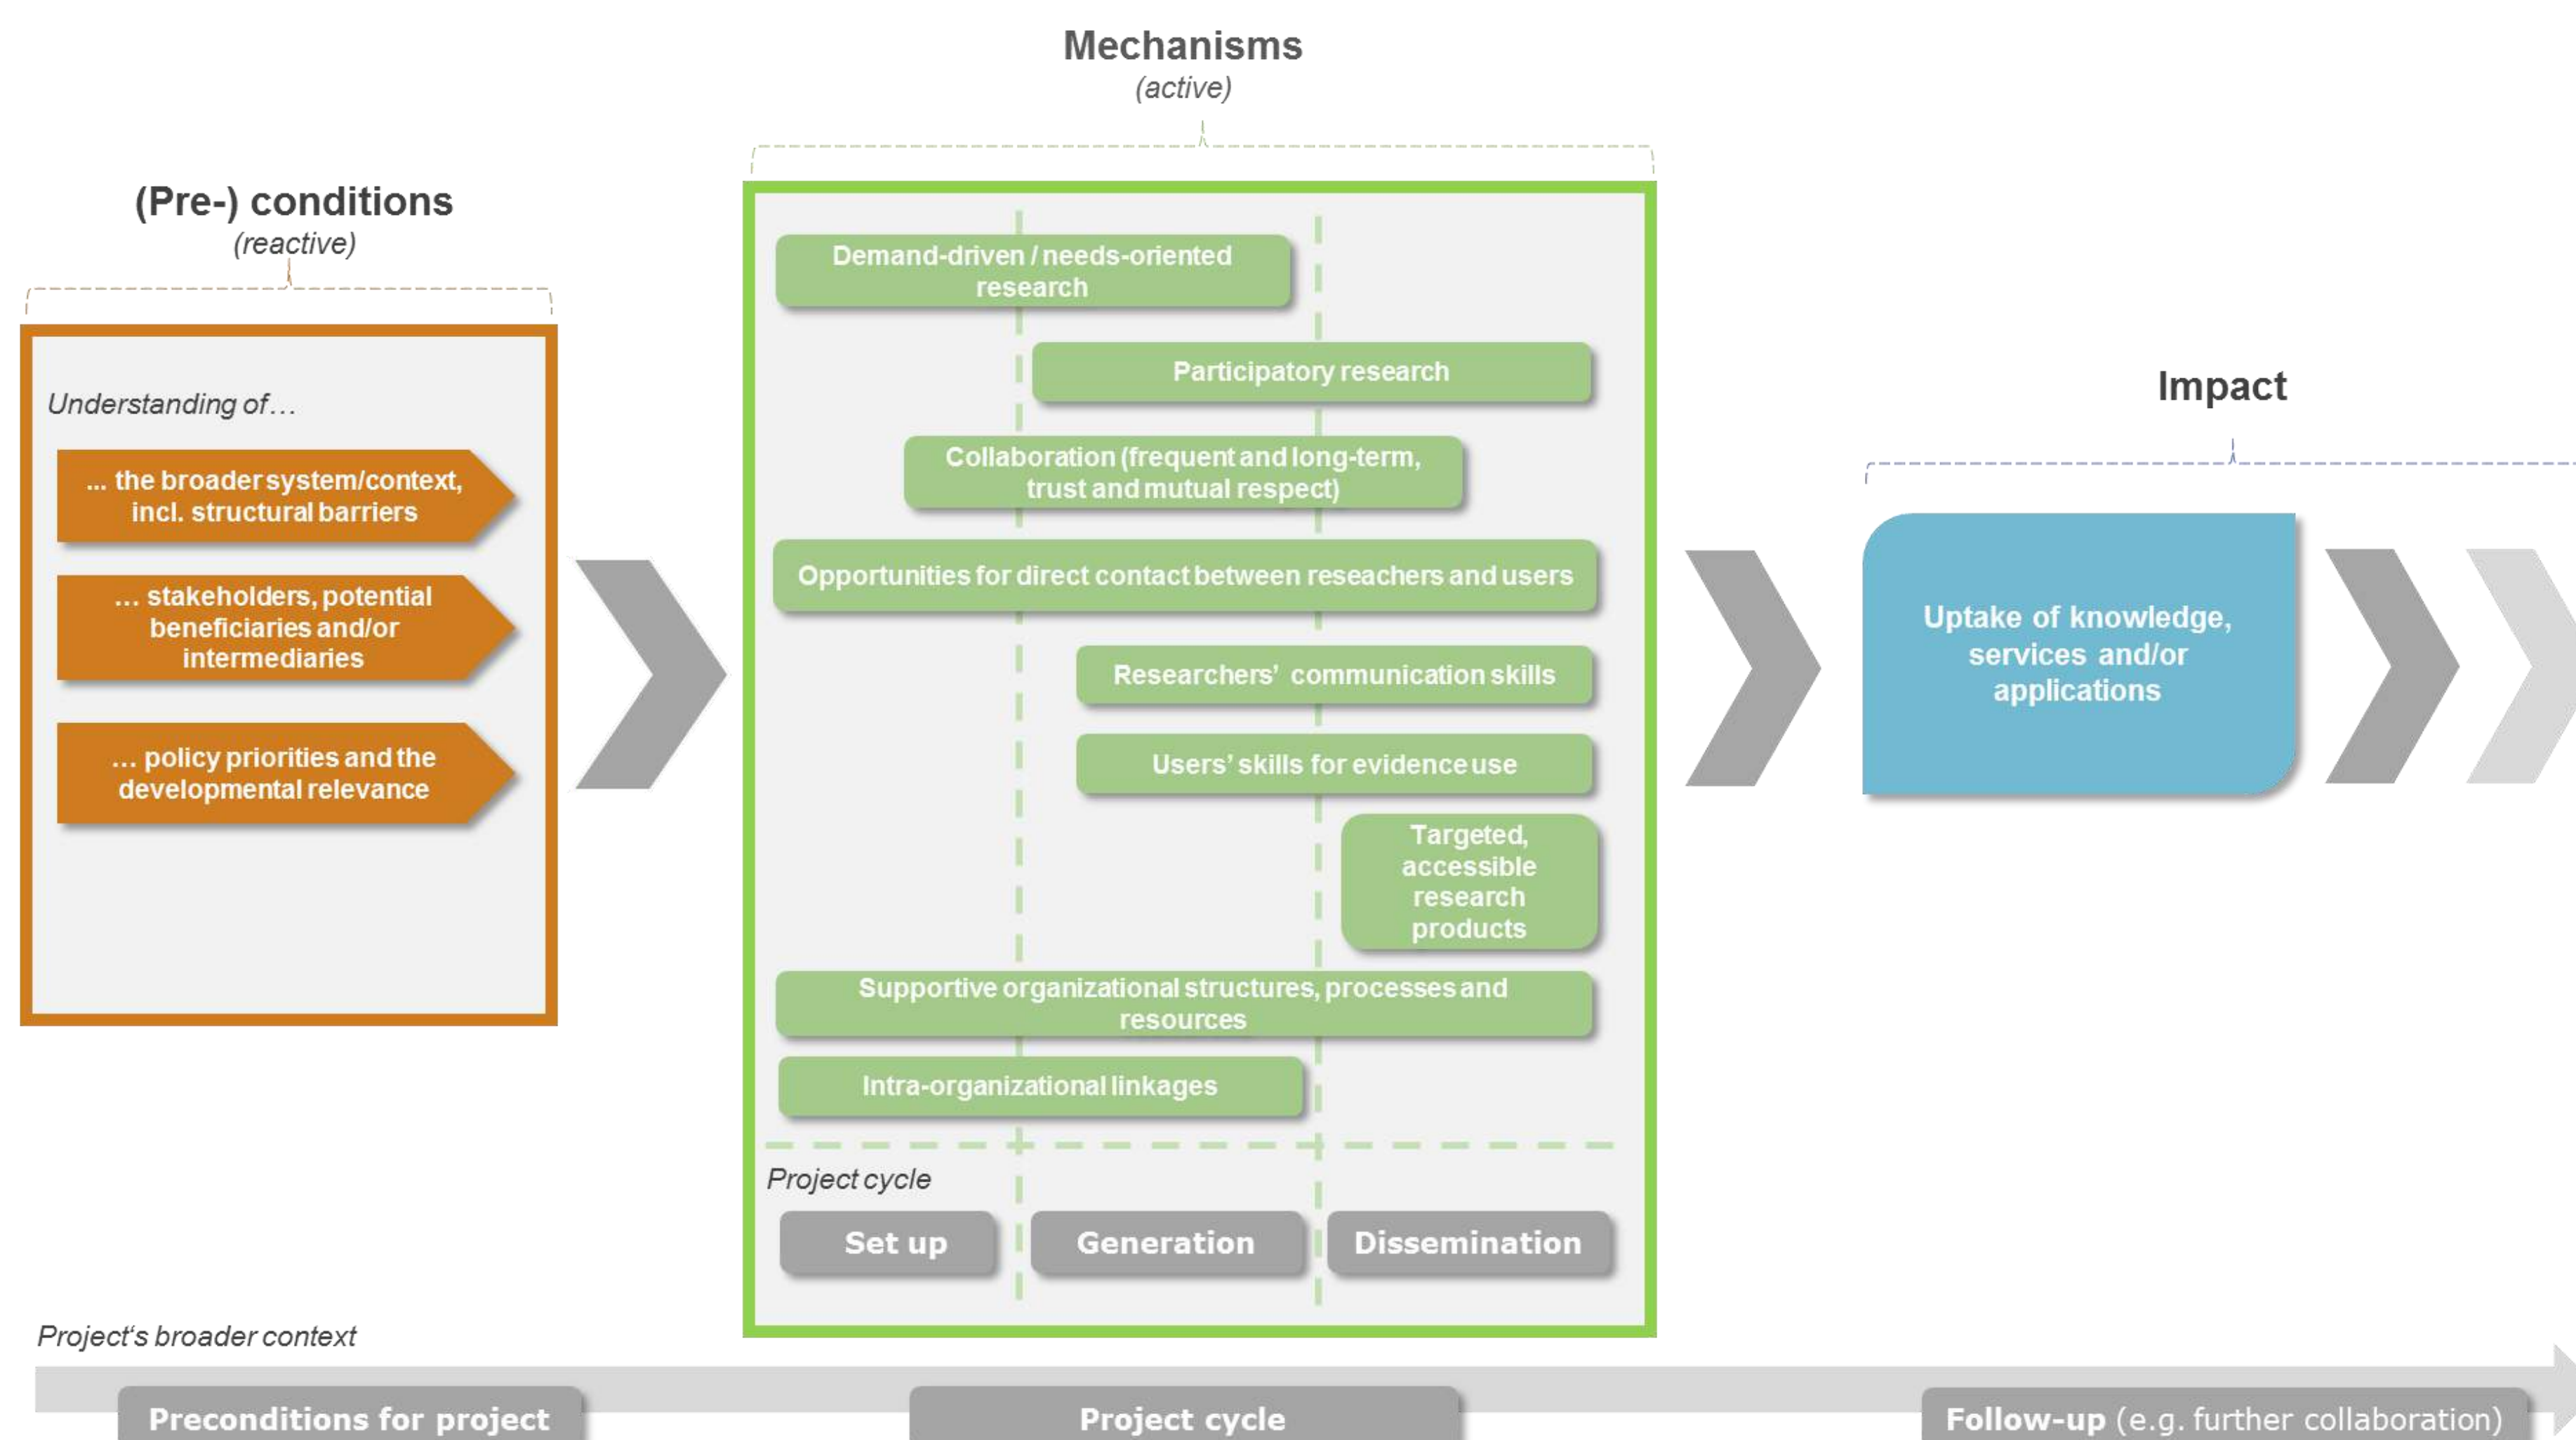 Mechanisms
(active)
(Pre-) conditions
(reactive)
Understanding of…
... the broader system/context,
incl. structural barriers
… stakeholders, potential
beneficiaries and/or
intermediaries
… policy priorities and the
developmental relevance
Demand-driven / needs-oriented
research
Participatory research
Collaboration (frequent and long-term,
trust and mutual respect)
Opportunities for direct contact between reseachers and users
Researchers’ communication skills
Users’ skills for evidence use
Targeted,
accessible
research
products
Supportive organizational structures, processes and
resources
Intra-organizational linkages
Project cycle
Set up
Generation
Dissemination
Impact
Uptake of knowledge,
services and/or
applications
Project‘s broader context
Preconditions for project
Project cycle
Follow-up (e.g. further collaboration)